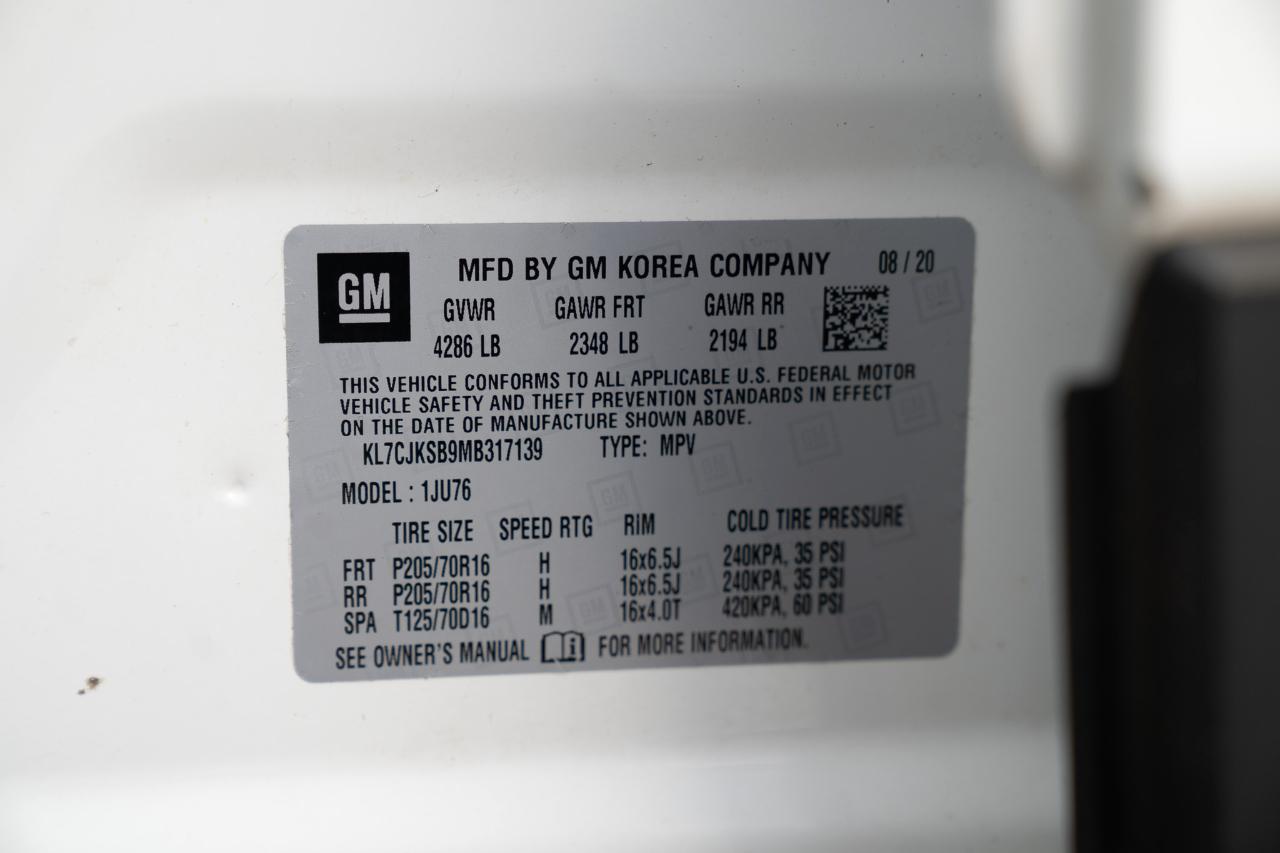 GM MFD BY GM KOREA COMPANY 08 / 20
GVWR GAWR FRT GAWR RR
4286 LB 2348 LB 2194 LB
THIS VEHICLE CONFORMS TO ALL APPLICABLE U.S. FEDERAL MOTOR
VEHICLE SAFETY AND THEFT PREVENTION STANDARDS IN EFFECT
ON THE DATE OF MANUFACTURE SHOWN ABOVE.
KL7CJKSB9MB317139 TYPE: MPV
MODEL : 1JU76
TIRE SIZE SPEED RTG RIM COLD TIRE PRESSURE
FRT P205/70R16 H 16x6.5J 240KPA, 35 PSI
RR P205/70R16 H 16x6.5J 240KPA, 35 PSI
SPA T125/70D16 M 16x4.0T 420KPA, 60 PSI
SEE OWNER'S MANUAL FOR MORE INFORMATION.